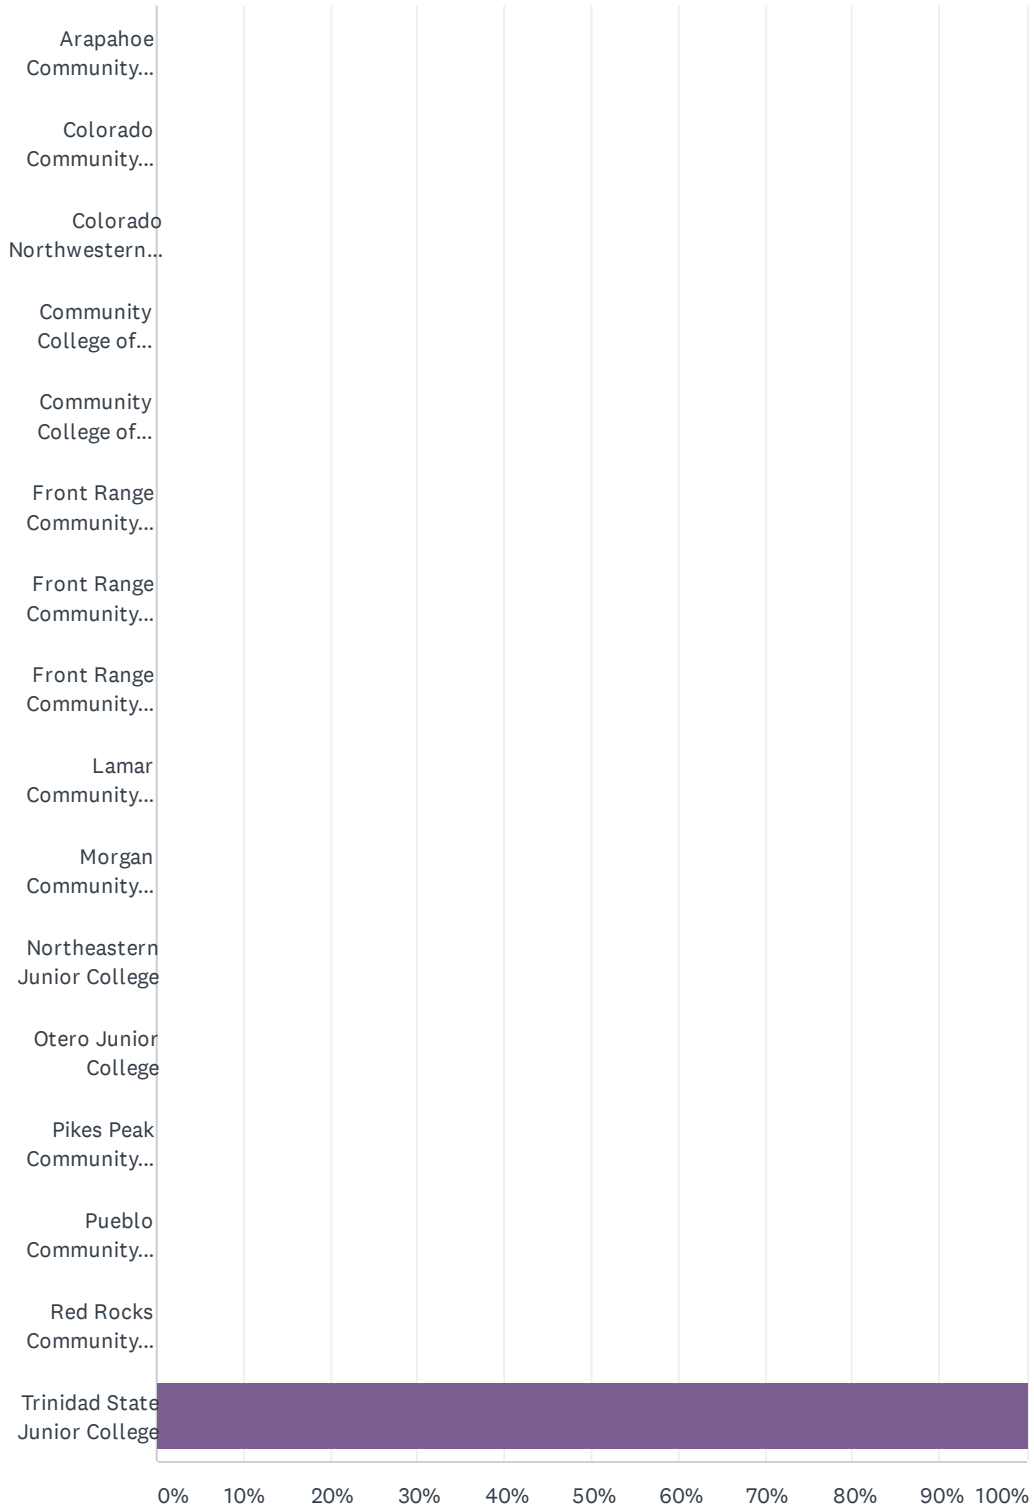 Arapahoe
Community...
Colorado
Community...
Colorado
Northwestern...
Community
College of...
Community
College of...
Front Range
Community...
Front Range
Community...
Front Range
Community...
Lamar
Community...
Morgan
Community...
Northeastern
Junior College
Otero Junior
College
Pikes Peak
Community...
Pueblo
Community...
Red Rocks
Community...
Trinidad State
Junior College
0% 10% 20% 30% 40% 50% 60% 70% 80% 90% 100%